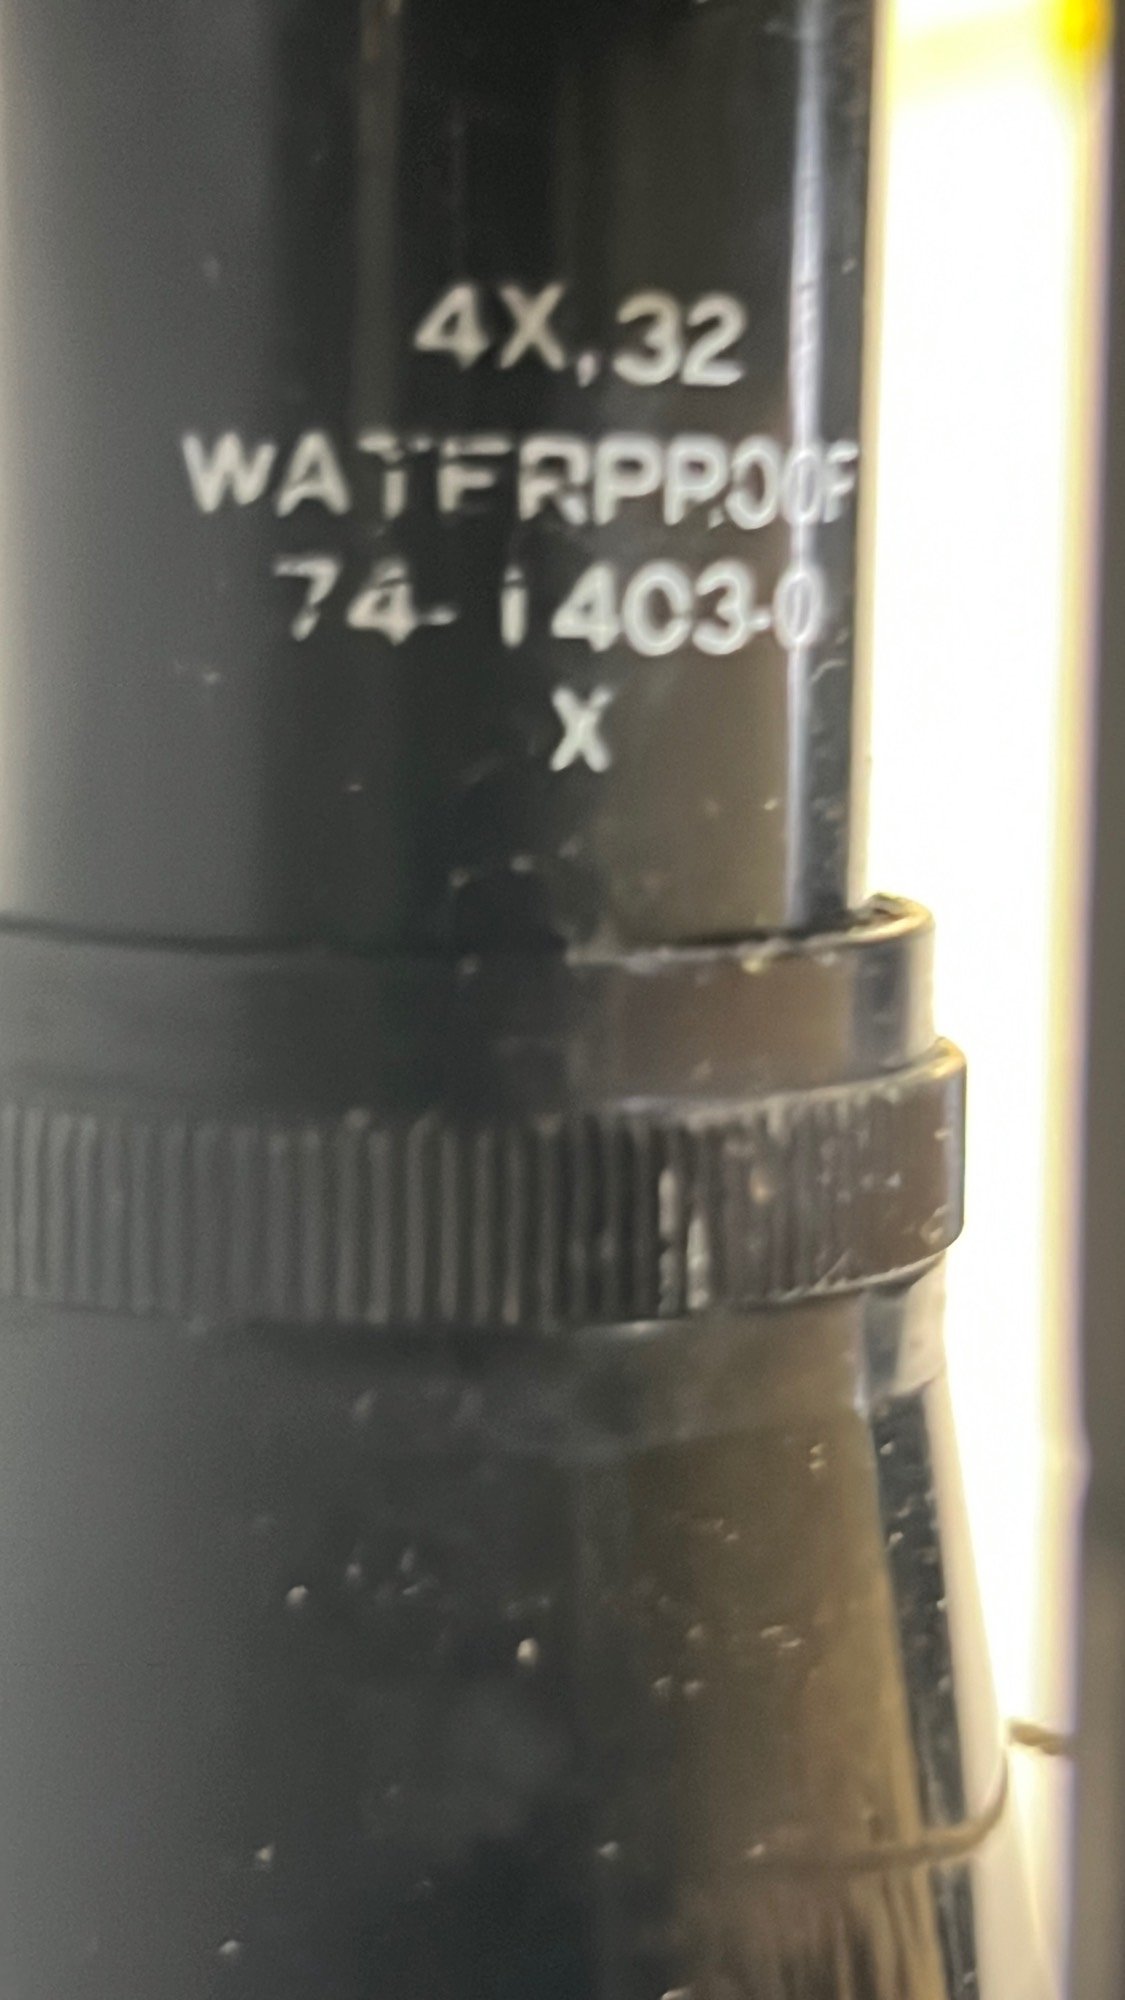 4X,32
WATERPROOF
74-1403-0
X